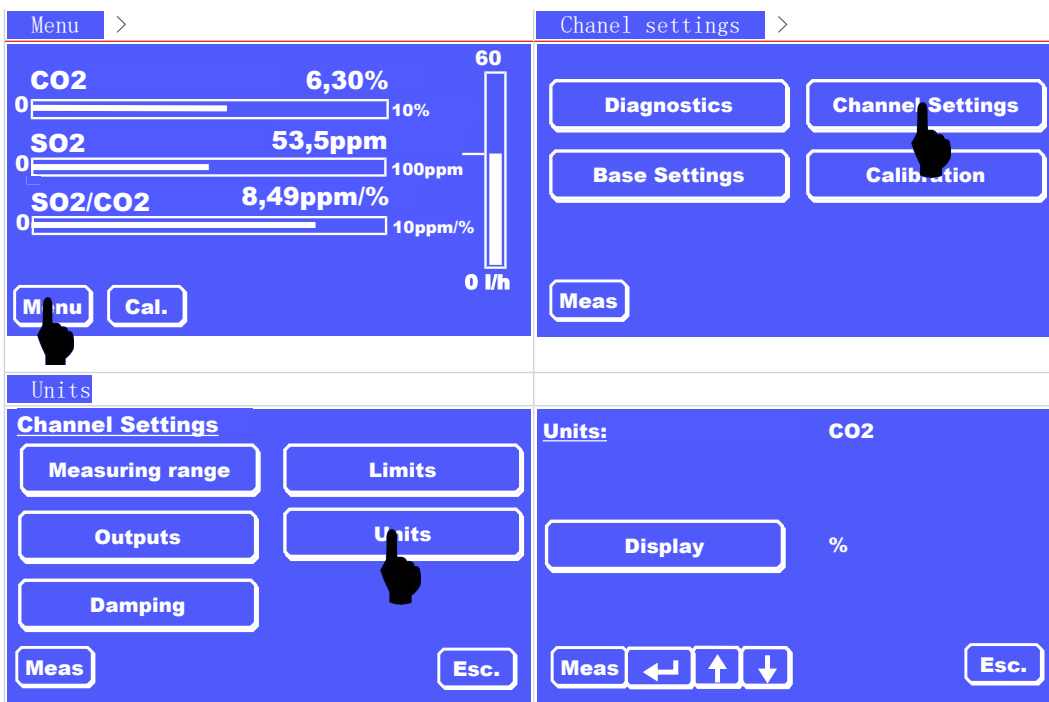 Menu >
60
CO2 6,30%
0 10%
SO2 53,5ppm
0 100ppm
SO2/CO2 8,49ppm/%
0 10ppm/%
0 l/h
Menu Cal.
Chanel settings >
Diagnostics Channel Settings
Base Settings Calibration
Meas
Units
Channel Settings
Measuring range Limits
Outputs Units
Damping
Meas Esc.
Units: CO2
Display %
Meas ↵ ↑ ↓ Esc.